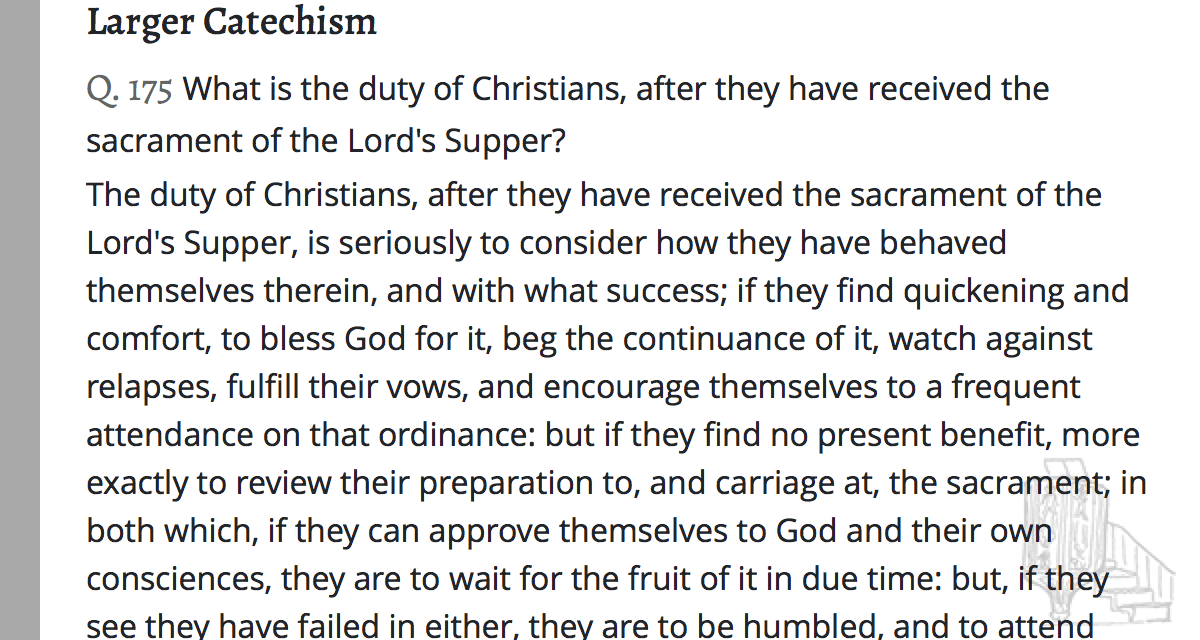 Larger Catechism
Q. 175 What is the duty of Christians, after they have received the
sacrament of the Lord's Supper?
The duty of Christians, after they have received the sacrament of the
Lord's Supper, is seriously to consider how they have behaved
themselves therein, and with what success; if they find quickening and
comfort, to bless God for it, beg the continuance of it, watch against
relapses, fulfill their vows, and encourage themselves to a frequent
attendance on that ordinance: but if they find no present benefit, more
exactly to review their preparation to, and carriage at, the sacrament; in
both which, if they can approve themselves to God and their own
consciences, they are to wait for the fruit of it in due time: but, if they
see they have failed in either, they are to be humbled, and to attend